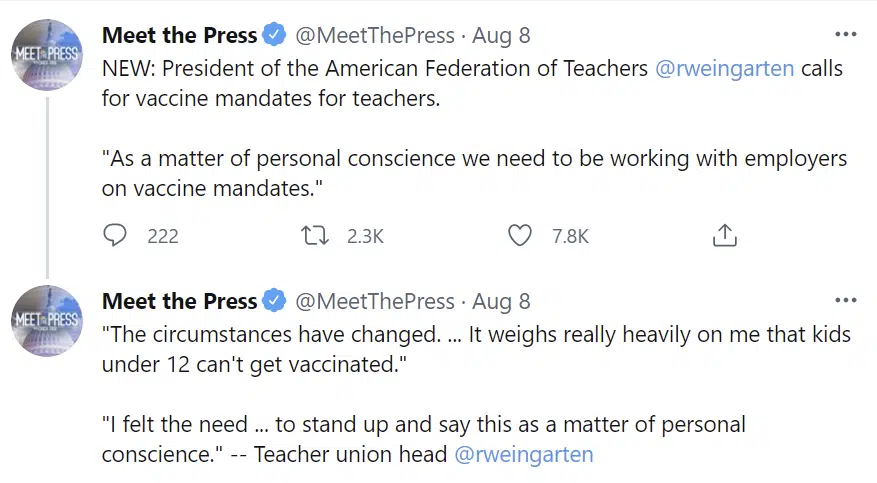 Meet the Press @MeetThePress · Aug 8
NEW: President of the American Federation of Teachers @rweingarten calls
for vaccine mandates for teachers.
"As a matter of personal conscience we need to be working with employers
on vaccine mandates."
222 2.3K 7.8K
Meet the Press @MeetThePress · Aug 8
"The circumstances have changed. ... It weighs really heavily on me that kids
under 12 can't get vaccinated."
"I felt the need ... to stand up and say this as a matter of personal
conscience." -- Teacher union head @rweingarten
MEET THE PRESS
MEET THE PRESS